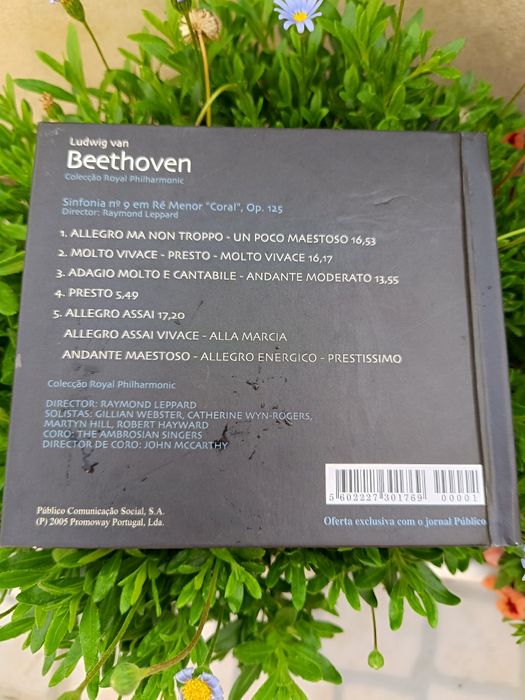 Ludwig van
Beethoven
Colecção Royal Philharmonic
Sinfonia nº 9 em Ré Menor "Coral", Op. 125
Director: Raymond Leppard
1. ALLEGRO MA NON TROPPO - UN POCO MAESTOSO 16,53
2. MOLTO VIVACE - PRESTO - MOLTO VIVACE 16,17
3. ADAGIO MOLTO E CANTABILE - ANDANTE MODERATO 13,55
4. PRESTO 5,49
5. ALLEGRO ASSAI 17,20
ALLEGRO ASSAI VIVACE - ALLA MARCIA
ANDANTE MAESTOSO - ALLEGRO ENERGICO - PRESTISSIMO
Colecção Royal Philharmonic
DIRECTOR: RAYMOND LEPPARD
SOLISTAS: GILLIAN WEBSTER, CATHERINE WYN-ROGERS,
MARTYN HILL, ROBERT HAYWARD
CORO: THE AMBROSIAN SINGERS
DIRECTOR DE CORO: JOHN MCCARTHY
5 602227 301769 00001
Público Comunicação Social, S.A.
(P) 2005 Promoway Portugal, Lda.
Oferta exclusiva com o jornal Público